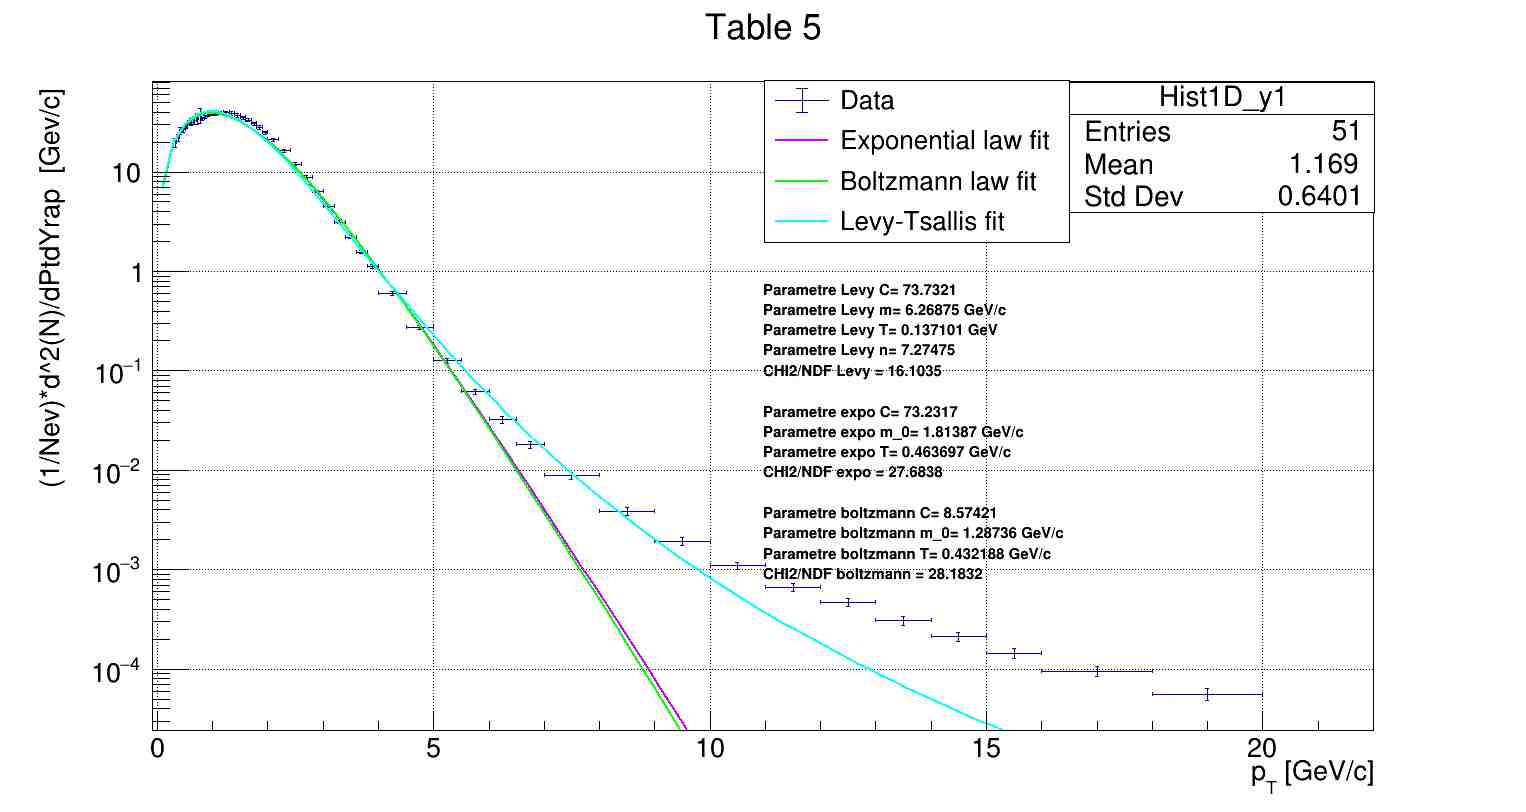 Table 5
(1/Nev)*d^2(N)/dPtdYrap [Gev/c]
Data
Exponential law fit
Boltzmann law fit
Levy-Tsallis fit
Hist1D_y1
Entries 51
Mean 1.169
Std Dev 0.6401
Parametre Levy C= 73.7321
Parametre Levy m= 6.26875 GeV/c
Parametre Levy T= 0.137101 GeV
Parametre Levy n= 7.27475
CHI2/NDF Levy = 16.1035
Parametre expo C= 73.2317
Parametre expo m_0= 1.81387 GeV/c
Parametre expo T= 0.463697 GeV/c
CHI2/NDF expo = 27.6838
Parametre boltzmann C= 8.57421
Parametre boltzmann m_0= 1.28736 GeV/c
Parametre boltzmann T= 0.432188 GeV/c
CHI2/NDF boltzmann = 28.1832
10
1
10⁻¹
10⁻²
10⁻³
10⁻⁴
0 5 10 15 20
p_T [GeV/c]